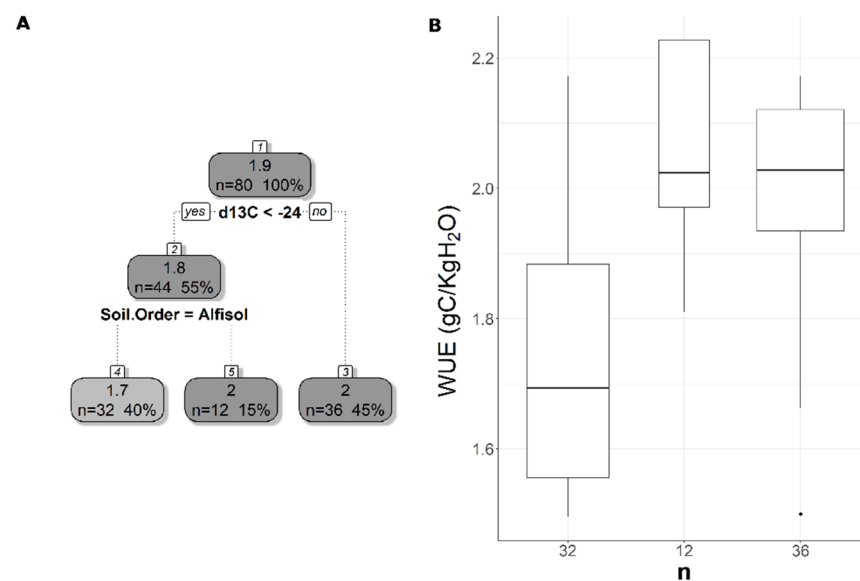 A
1
1.9
n=80 100%
yes d13C < -24 no
2
1.8
n=44 55%
Soil.Order = Alfisol
4
1.7
n=32 40%
5
2
n=12 15%
3
2
n=36 45%
B
WUE (gC/KgH₂O)
2.2
2.0
1.8
1.6
32 12 36
n